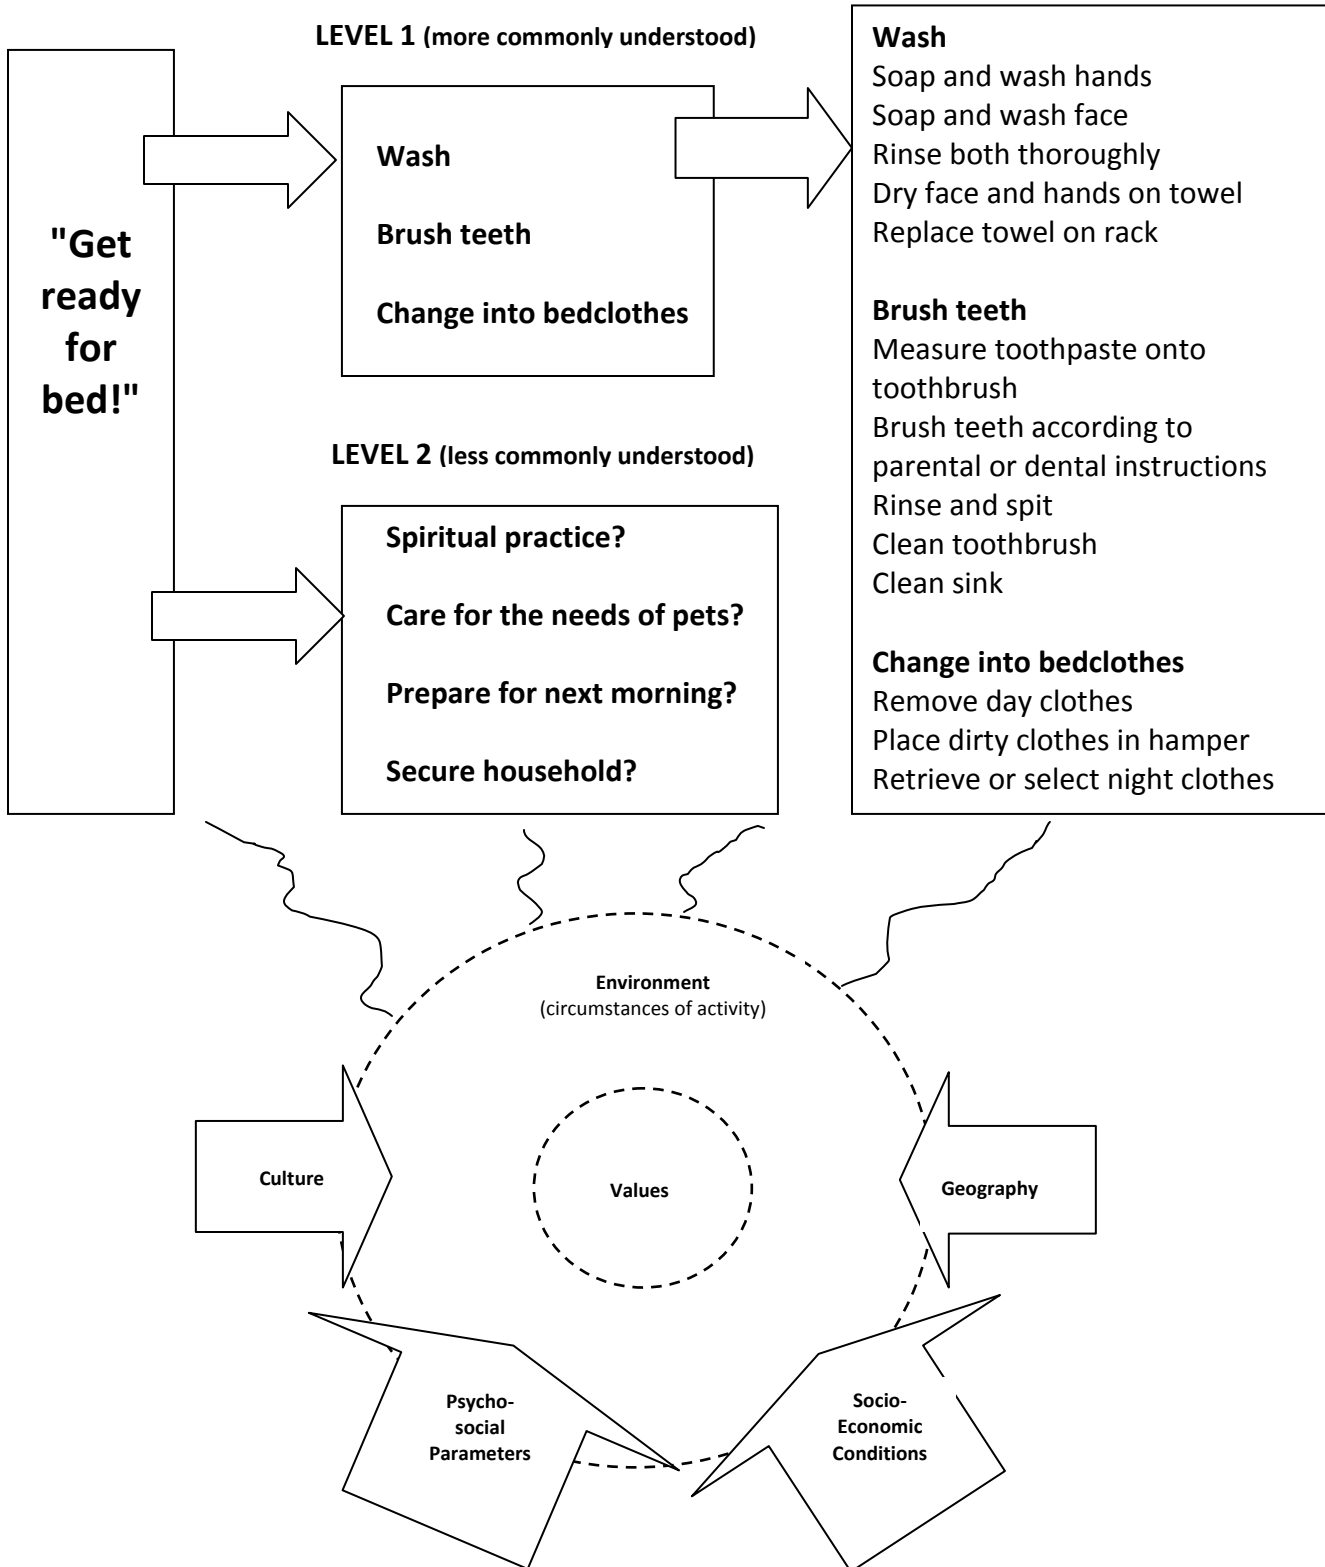 "Get
ready
for
bed!"
LEVEL 1 (more commonly understood)
Wash
Brush teeth
Change into bedclothes
LEVEL 2 (less commonly understood)
Spiritual practice?
Care for the needs of pets?
Prepare for next morning?
Secure household?
Wash
Soap and wash hands
Soap and wash face
Rinse both thoroughly
Dry face and hands on towel
Replace towel on rack
Brush teeth
Measure toothpaste onto
toothbrush
Brush teeth according to
parental or dental instructions
Rinse and spit
Clean toothbrush
Clean sink
Change into bedclothes
Remove day clothes
Place dirty clothes in hamper
Retrieve or select night clothes
Environment
(circumstances of activity)
Culture
Values
Geography
Psycho-
social
Parameters
Socio-
Economic
Conditions